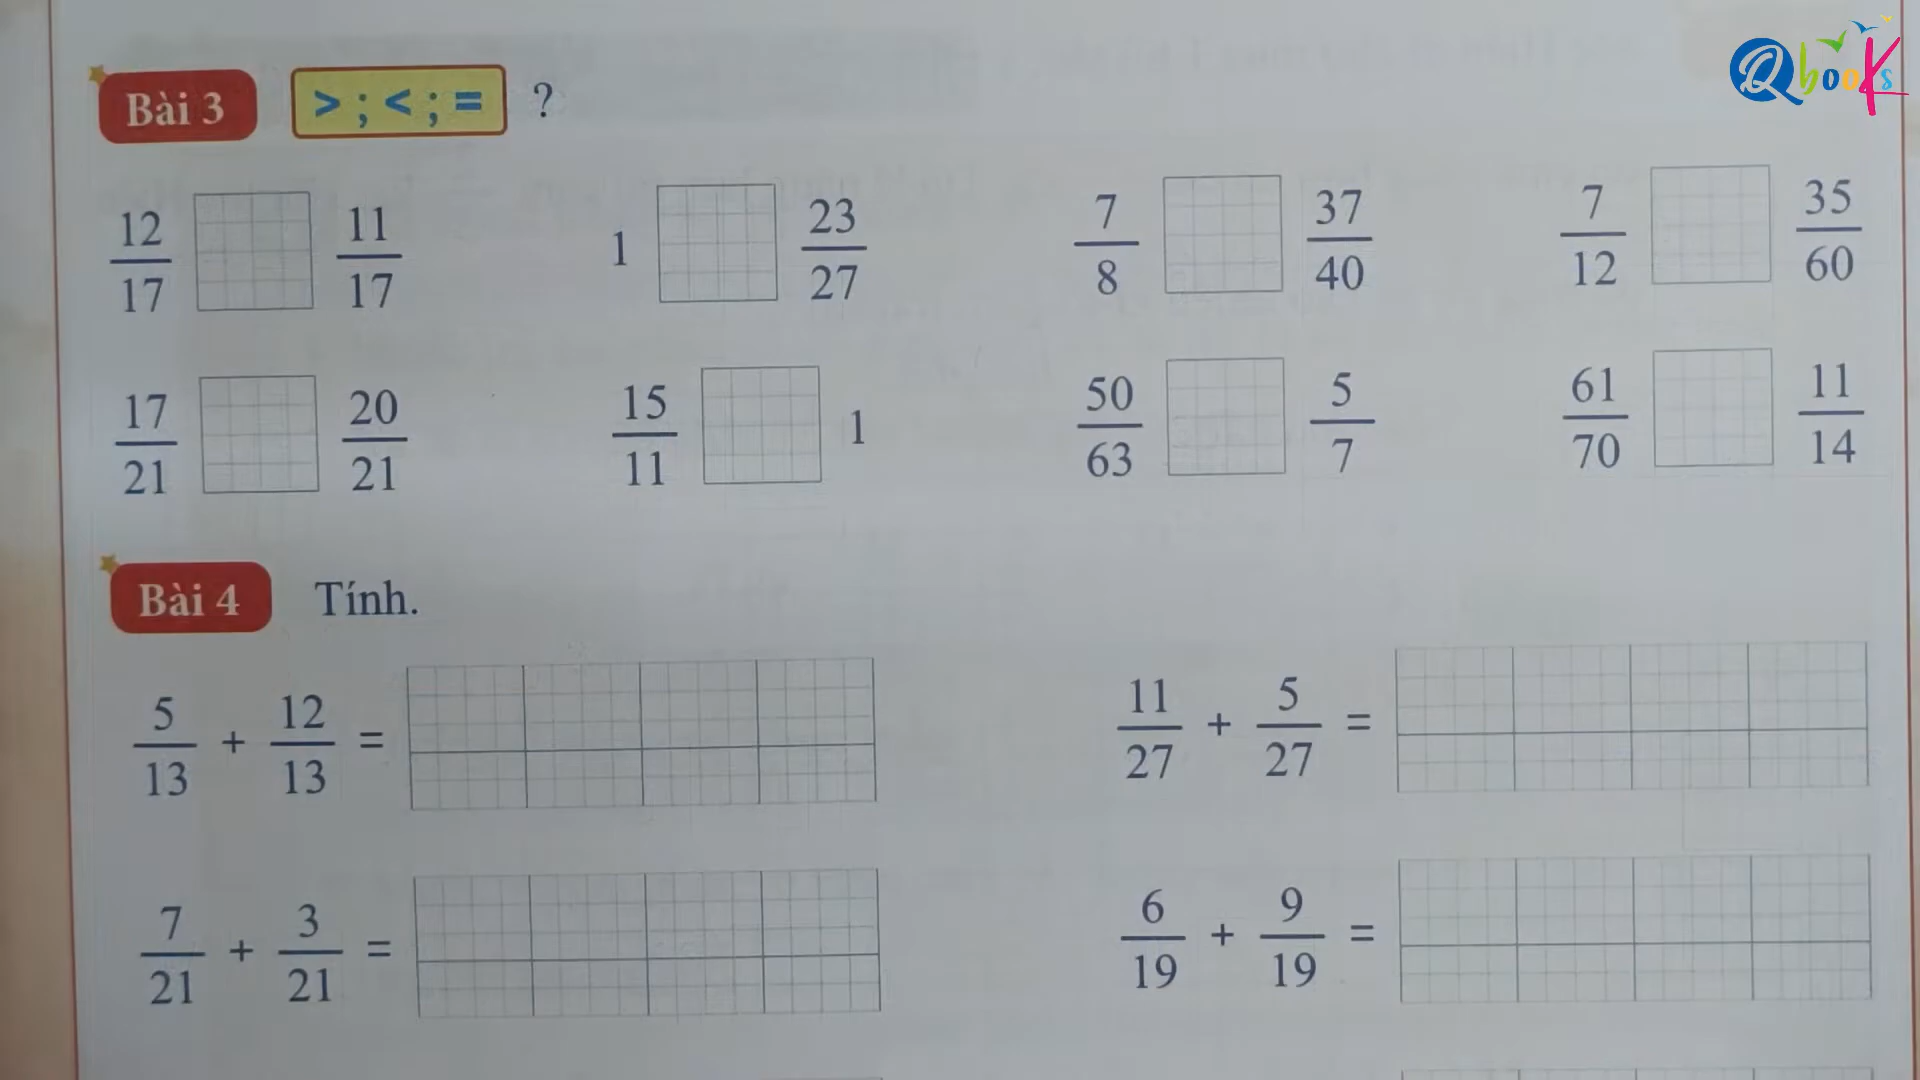 Qbooks
Bài 3 > ; < ; = ?
12/17 11/17 1 23/27 7/8 37/40 7/12 35/60
17/21 20/21 15/11 1 50/63 5/7 61/70 11/14
Bài 4 Tính.
5/13 + 12/13 = 11/27 + 5/27 =
7/21 + 3/21 = 6/19 + 9/19 =